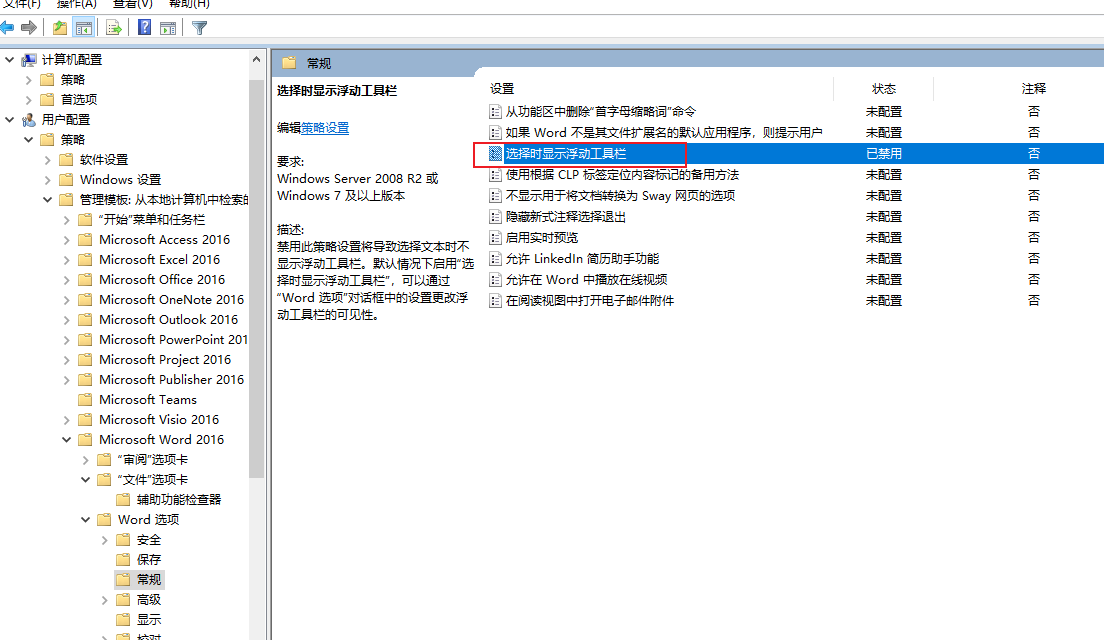 文件(F) 操作(A) 查看(V) 帮助(H)
计算机配置
策略
首选项
用户配置
策略
软件设置
Windows 设置
管理模板: 从本地计算机中检索的
“开始”菜单和任务栏
Microsoft Access 2016
Microsoft Excel 2016
Microsoft Office 2016
Microsoft OneNote 2016
Microsoft Outlook 2016
Microsoft PowerPoint 201
Microsoft Project 2016
Microsoft Publisher 2016
Microsoft Teams
Microsoft Visio 2016
Microsoft Word 2016
“审阅”选项卡
“文件”选项卡
辅助功能检查器
Word 选项
安全
保存
常规
高级
显示
校对
常规
选择时显示浮动工具栏
编辑策略设置
要求:
Windows Server 2008 R2 或
Windows 7 及以上版本
描述:
禁用此策略设置将导致选择文本时不
显示浮动工具栏。默认情况下启用“选
择时显示浮动工具栏”，可以通过
“Word 选项”对话框中的设置更改浮
动工具栏的可见性。
设置 状态 注释
从功能区中删除“首字母缩略词”命令 未配置 否
如果 Word 不是其文件扩展名的默认应用程序，则提示用户 未配置 否
选择时显示浮动工具栏 已禁用 否
使用根据 CLP 标签定位内容标记的备用方法 未配置 否
不显示用于将文档转换为 Sway 网页的选项 未配置 否
隐藏新式注释选择退出 未配置 否
启用实时预览 未配置 否
允许 LinkedIn 简历助手功能 未配置 否
允许在 Word 中播放在线视频 未配置 否
在阅读视图中打开电子邮件附件 未配置 否